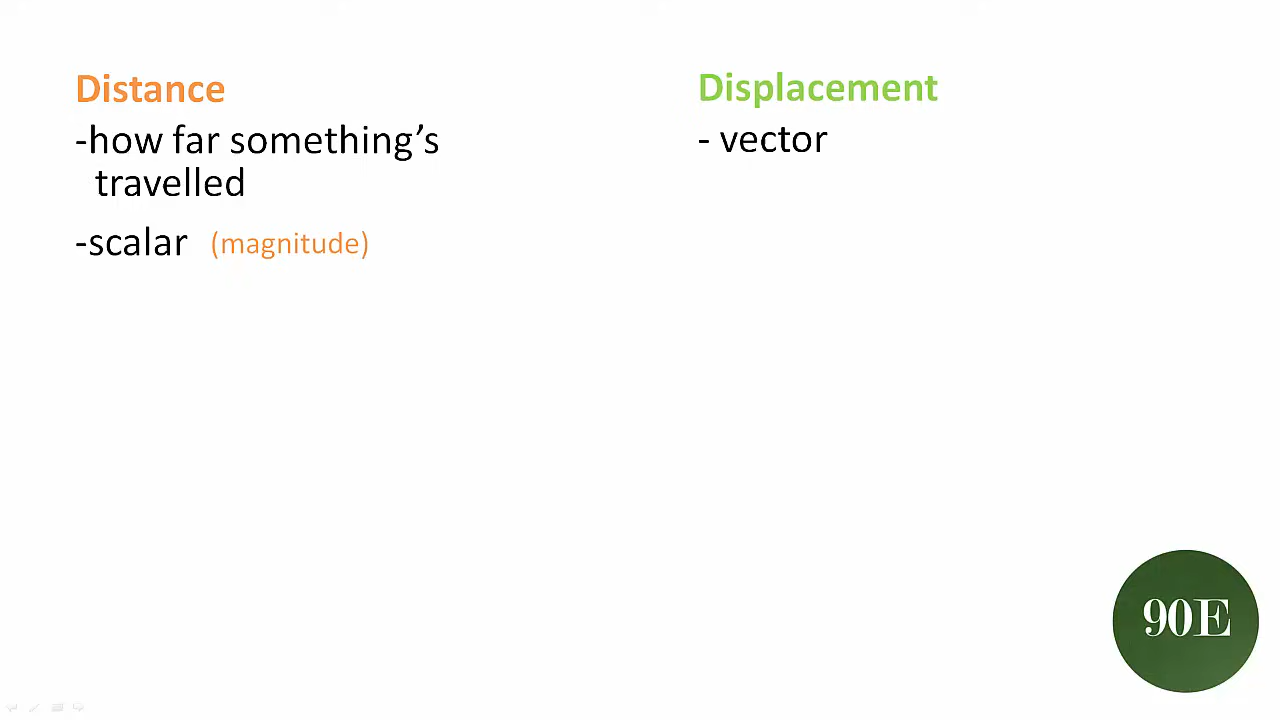 Distance
-how far something’s
travelled
-scalar (magnitude)
Displacement
- vector
90E